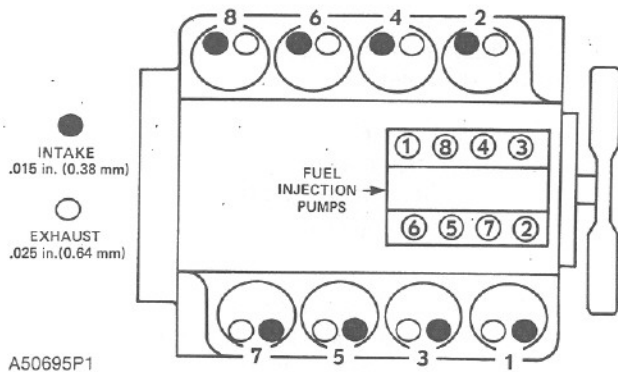 8 6 4 2
INTAKE
.015 in. (0.38 mm)
EXHAUST
.025 in.(0.64 mm)
FUEL
INJECTION
PUMPS
1 8 4 3
6 5 7 2
7 5 3 1
A50695P1